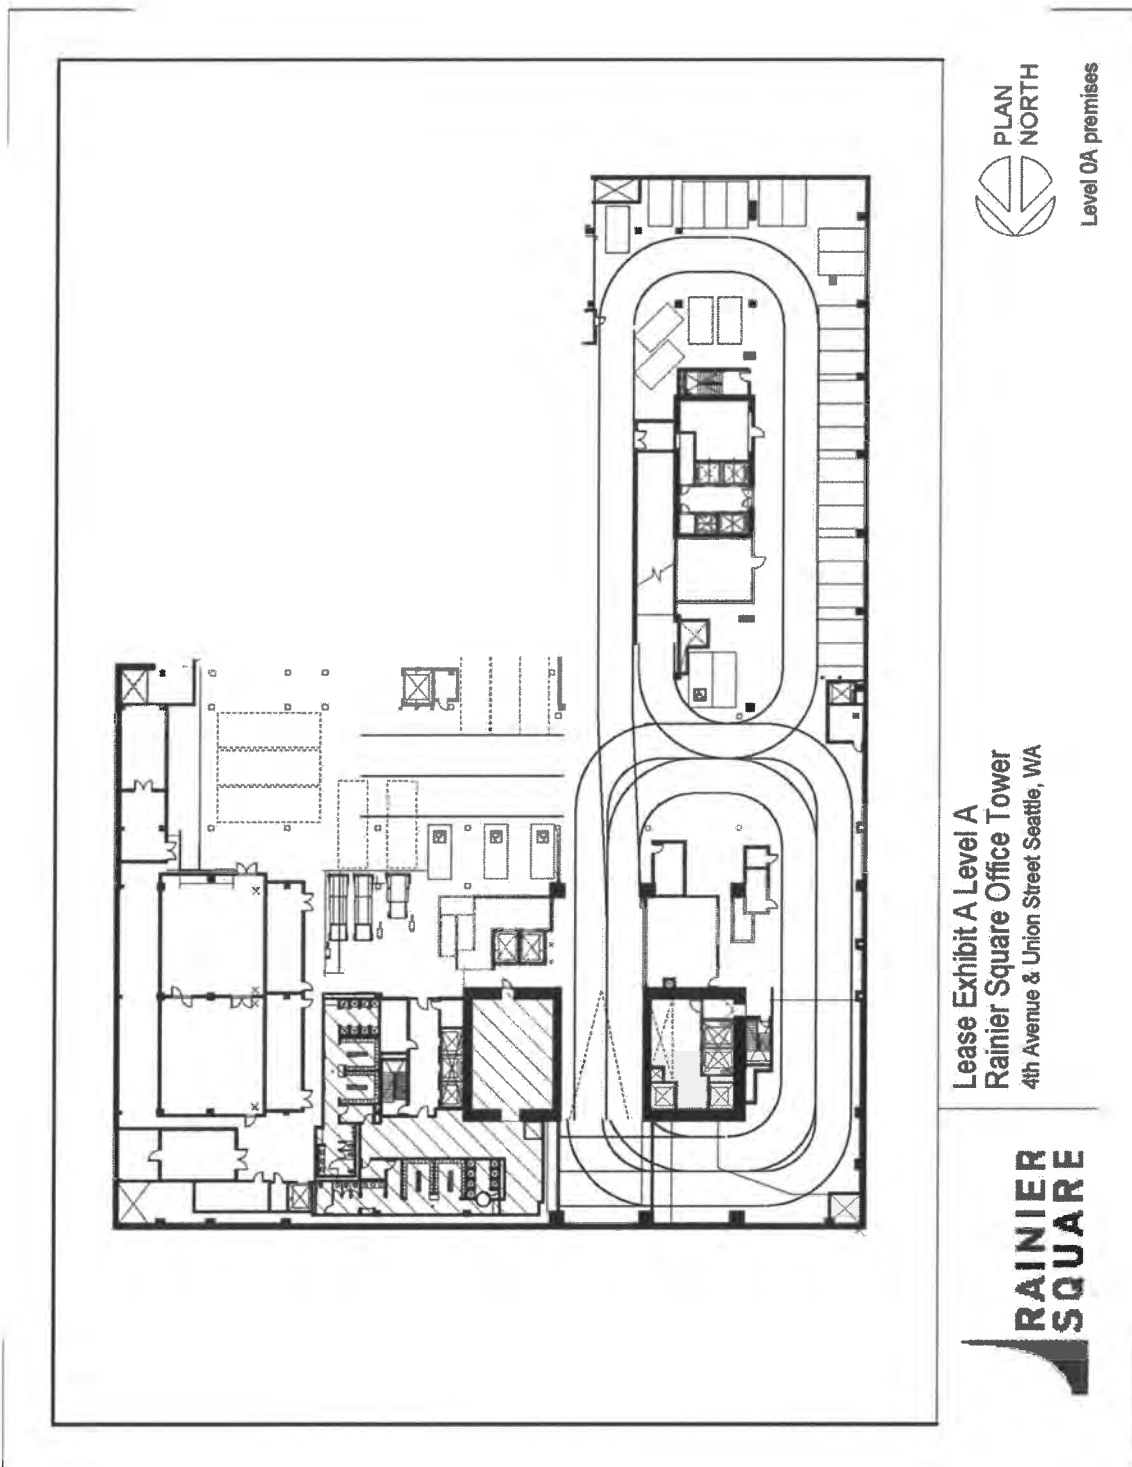 PLAN
NORTH
Level 0A premises
Lease Exhibit A Level A
Rainier Square Office Tower
4th Avenue & Union Street Seattle, WA
RAINIER
SQUARE